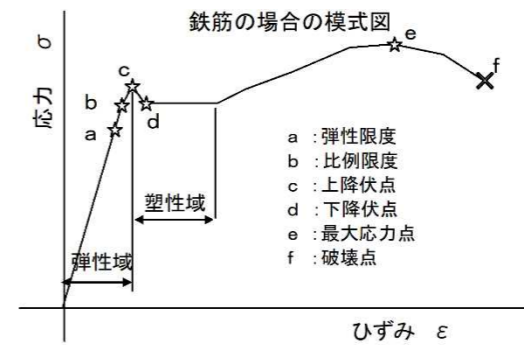 鉄筋の場合の模式図
応力 σ
e
f
c
b
d
a
a :弾性限度
b :比例限度
c :上降伏点
d :下降伏点
e :最大応力点
f :破壊点
塑性域
弾性域
ひずみ ε